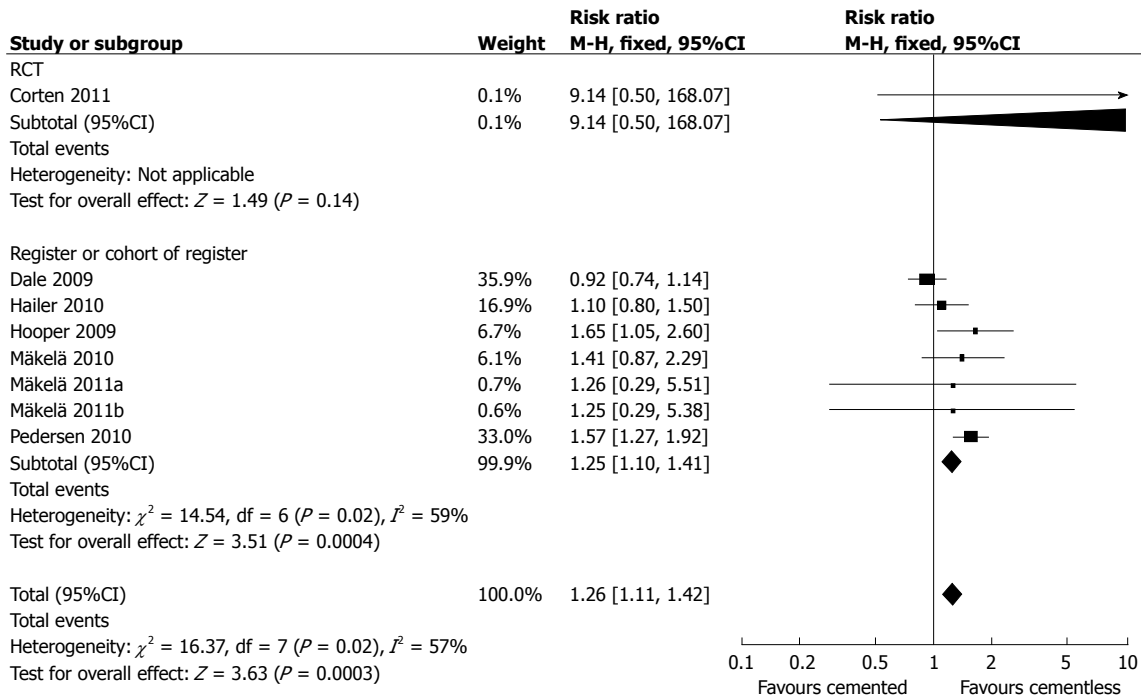 Risk ratio Risk ratio
Study or subgroup Weight M-H, fixed, 95%CI M-H, fixed, 95%CI
RCT
Corten 2011 0.1% 9.14 [0.50, 168.07]
Subtotal (95%CI) 0.1% 9.14 [0.50, 168.07]
Total events
Heterogeneity: Not applicable
Test for overall effect: Z = 1.49 (P = 0.14)
Register or cohort of register
Dale 2009 35.9% 0.92 [0.74, 1.14]
Hailer 2010 16.9% 1.10 [0.80, 1.50]
Hooper 2009 6.7% 1.65 [1.05, 2.60]
Mäkelä 2010 6.1% 1.41 [0.87, 2.29]
Mäkelä 2011a 0.7% 1.26 [0.29, 5.51]
Mäkelä 2011b 0.6% 1.25 [0.29, 5.38]
Pedersen 2010 33.0% 1.57 [1.27, 1.92]
Subtotal (95%CI) 99.9% 1.25 [1.10, 1.41]
Total events
Heterogeneity: χ² = 14.54, df = 6 (P = 0.02), I² = 59%
Test for overall effect: Z = 3.51 (P = 0.0004)
Total (95%CI) 100.0% 1.26 [1.11, 1.42]
Total events
Heterogeneity: χ² = 16.37, df = 7 (P = 0.02), I² = 57%
Test for overall effect: Z = 3.63 (P = 0.0003)
0.1 0.2 0.5 1 2 5 10
Favours cemented Favours cementless